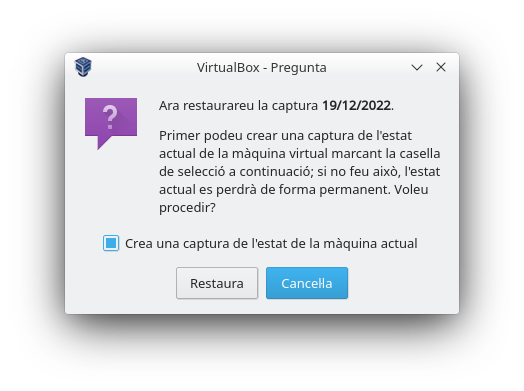 VirtualBox - Pregunta
Ara restaurareu la captura 19/12/2022.
Primer podeu crear una captura de l'estat
actual de la màquina virtual marcant la casella
de selecció a continuació; si no feu això, l'estat
actual es perdrà de forma permanent. Voleu
procedir?
Crea una captura de l'estat de la màquina actual
Restaura
Cancel·la